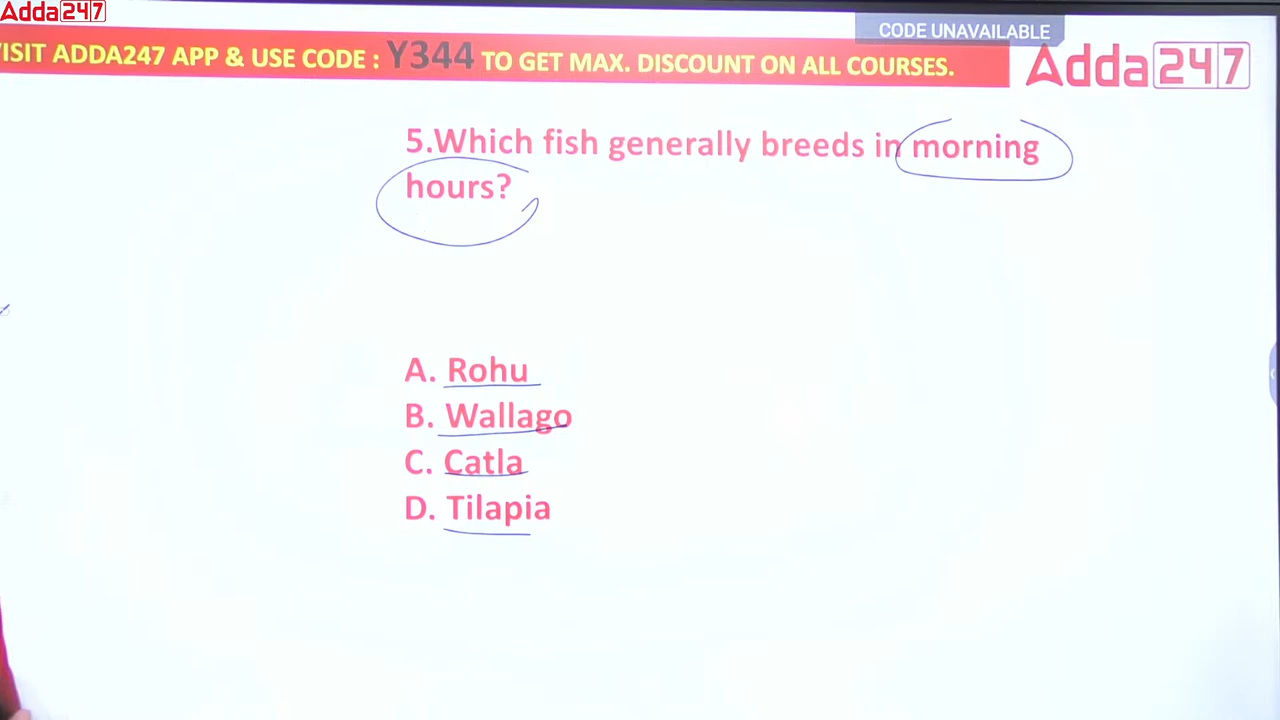 Adda247
CODE UNAVAILABLE
VISIT ADDA247 APP & USE CODE : Y344 TO GET MAX. DISCOUNT ON ALL COURSES.
Adda247
5.Which fish generally breeds in morning
hours?
A. Rohu
B. Wallago
C. Catla
D. Tilapia